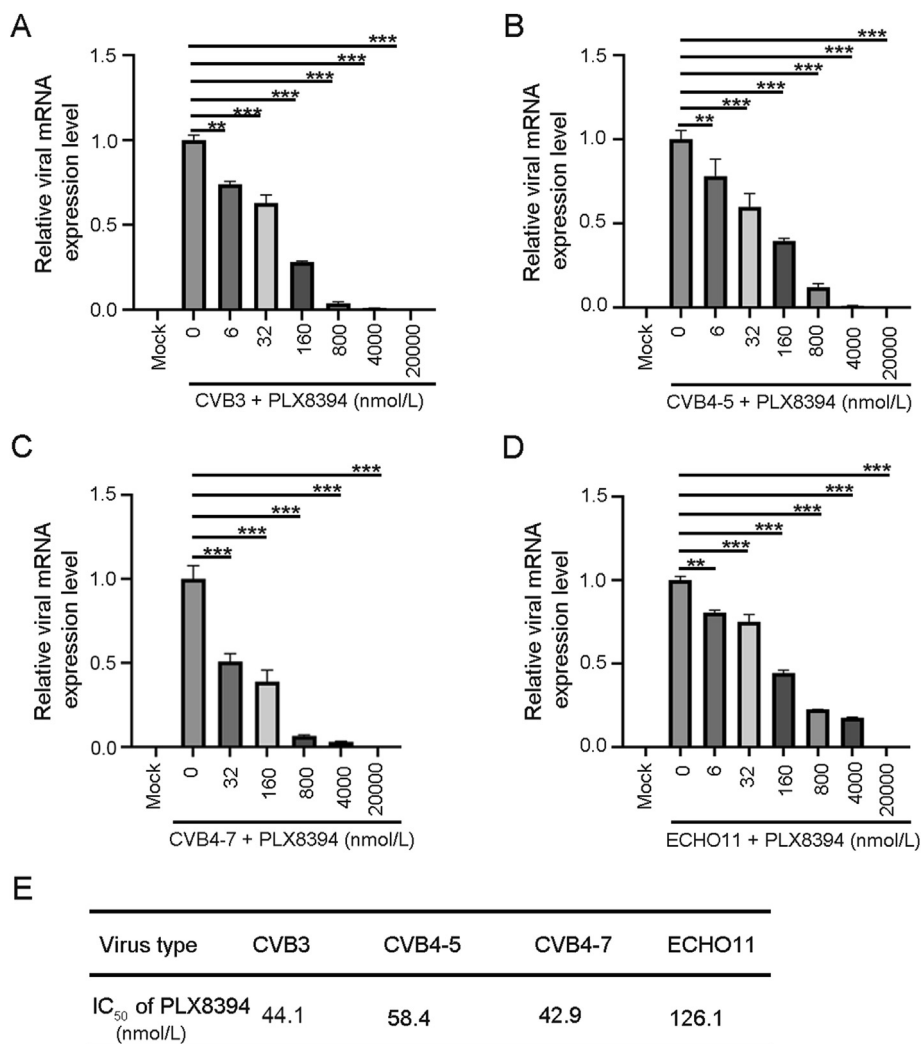 A
Relative viral mRNA
expression level
1.5
1.0
0.5
0.0
***
***
***
***
***
**
Mock
0
6
32
160
800
4000
20000
CVB3 + PLX8394 (nmol/L)
B
Relative viral mRNA
expression level
1.5
1.0
0.5
0.0
***
***
***
***
***
**
Mock
0
6
32
160
800
4000
20000
CVB4-5 + PLX8394 (nmol/L)
C
Relative viral mRNA
expression level
1.5
1.0
0.5
0.0
***
***
***
***
***
Mock
0
32
160
800
4000
20000
CVB4-7 + PLX8394 (nmol/L)
D
Relative viral mRNA
expression level
1.5
1.0
0.5
0.0
***
***
***
***
***
**
Mock
0
6
32
160
800
4000
20000
ECHO11 + PLX8394 (nmol/L)
E
Virus type CVB3 CVB4-5 CVB4-7 ECHO11
IC50 of PLX8394 44.1 58.4 42.9 126.1
(nmol/L)